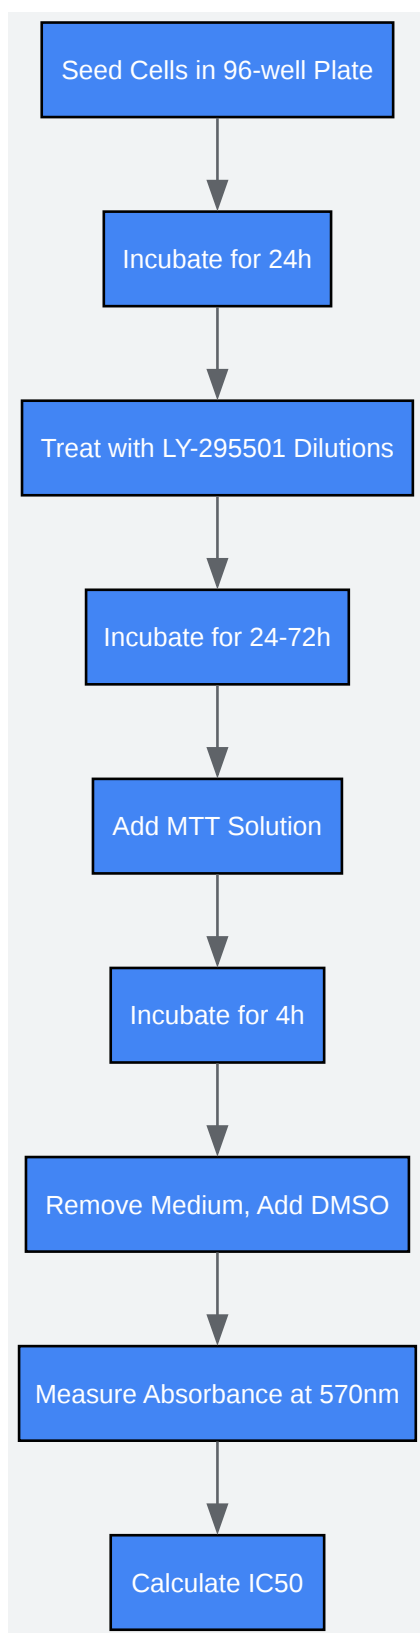 Seed Cells in 96-well Plate
Incubate for 24h
Treat with LY-295501 Dilutions
Incubate for 24-72h
Add MTT Solution
Incubate for 4h
Remove Medium, Add DMSO
Measure Absorbance at 570nm
Calculate IC50